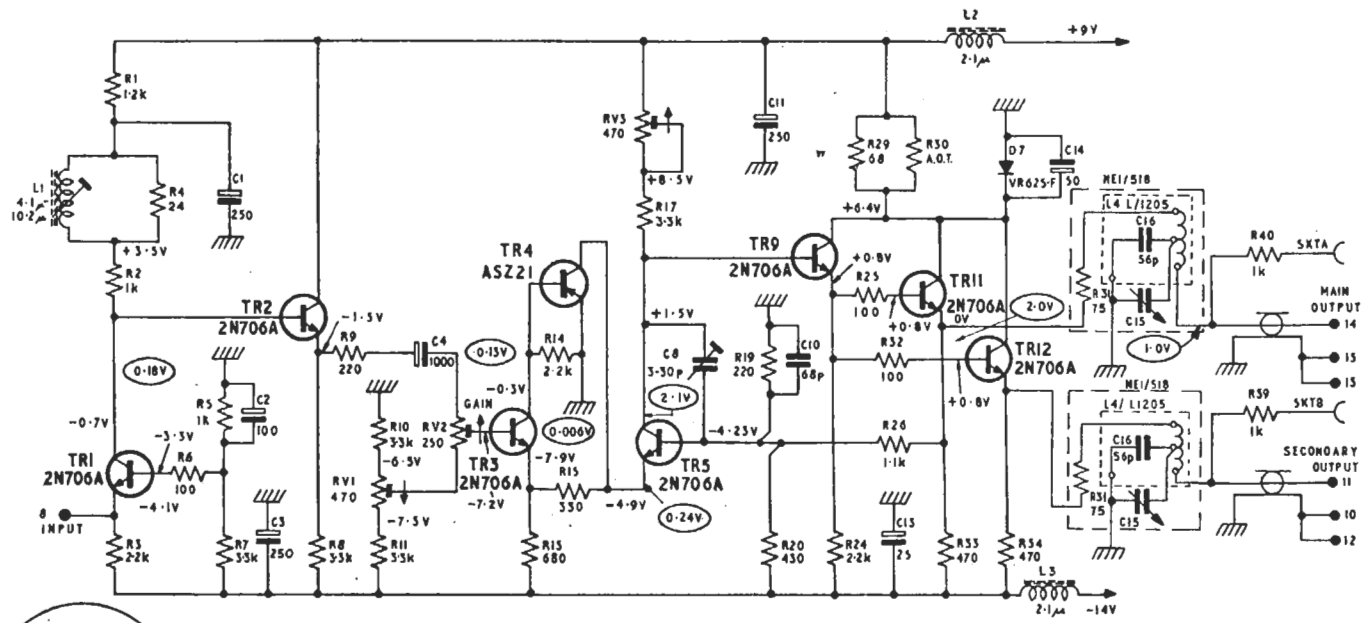 L2
+9V
2·1µ
R1
1·2k
RV3
470
C11
250
R29
68
R30
A.O.T.
D7
VR625·F
C14
50
L1
4·1-
10·2µ
R4
24
C1
250
+8·5V
+6·4V
ME1/518
L4 L/1205
C16
56p
R40
1k
SKTA
+3·5V
R2
1k
TR4
ASZ21
R17
3·3k
TR9
2N706A
+0·8V
R25
100
TR11
2N706A
0V
2·0V
R31
75
C15
MAIN
OUTPUT
14
13
15
1·0V
TR2
2N706A
-1·3V
R9
220
C4
1000
0·13V
R14
2·2k
+1·5V
C8
3-30p
R19
220
C10
68p
+0·8V
R32
100
TR12
2N706A
+0·8V
0·18V
R5
1k
C2
100
-0·3V
GAIN
RV2
250
0·006V
2·1V
-4·23V
ME1/518
L4/ L1205
C16
56p
R39
1k
SKTB
-0·7V
-3·3V
R10
3·3k
-6·5V
-7·9V
R15
330
TR5
2N706A
R26
1·1k
R31
75
C15
SECONDARY
OUTPUT
11
10
12
TR1
2N706A
R6
100
-4·1V
RV1
470
TR3
2N706A
-7·2V
-4·9V
0·24V
8
INPUT
-7·3V
R3
2·2k
R7
3·3k
C3
250
R8
3·3k
R11
3·3k
R13
680
R20
430
R24
2·2k
C13
25
R33
470
R34
470
L3
2·1µ
-14V